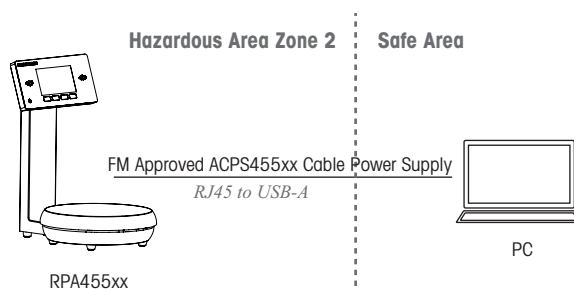 Hazardous Area Zone 2
Safe Area
FM Approved ACPS455xx Cable Power Supply
RJ45 to USB-A
PC
RPA455xx